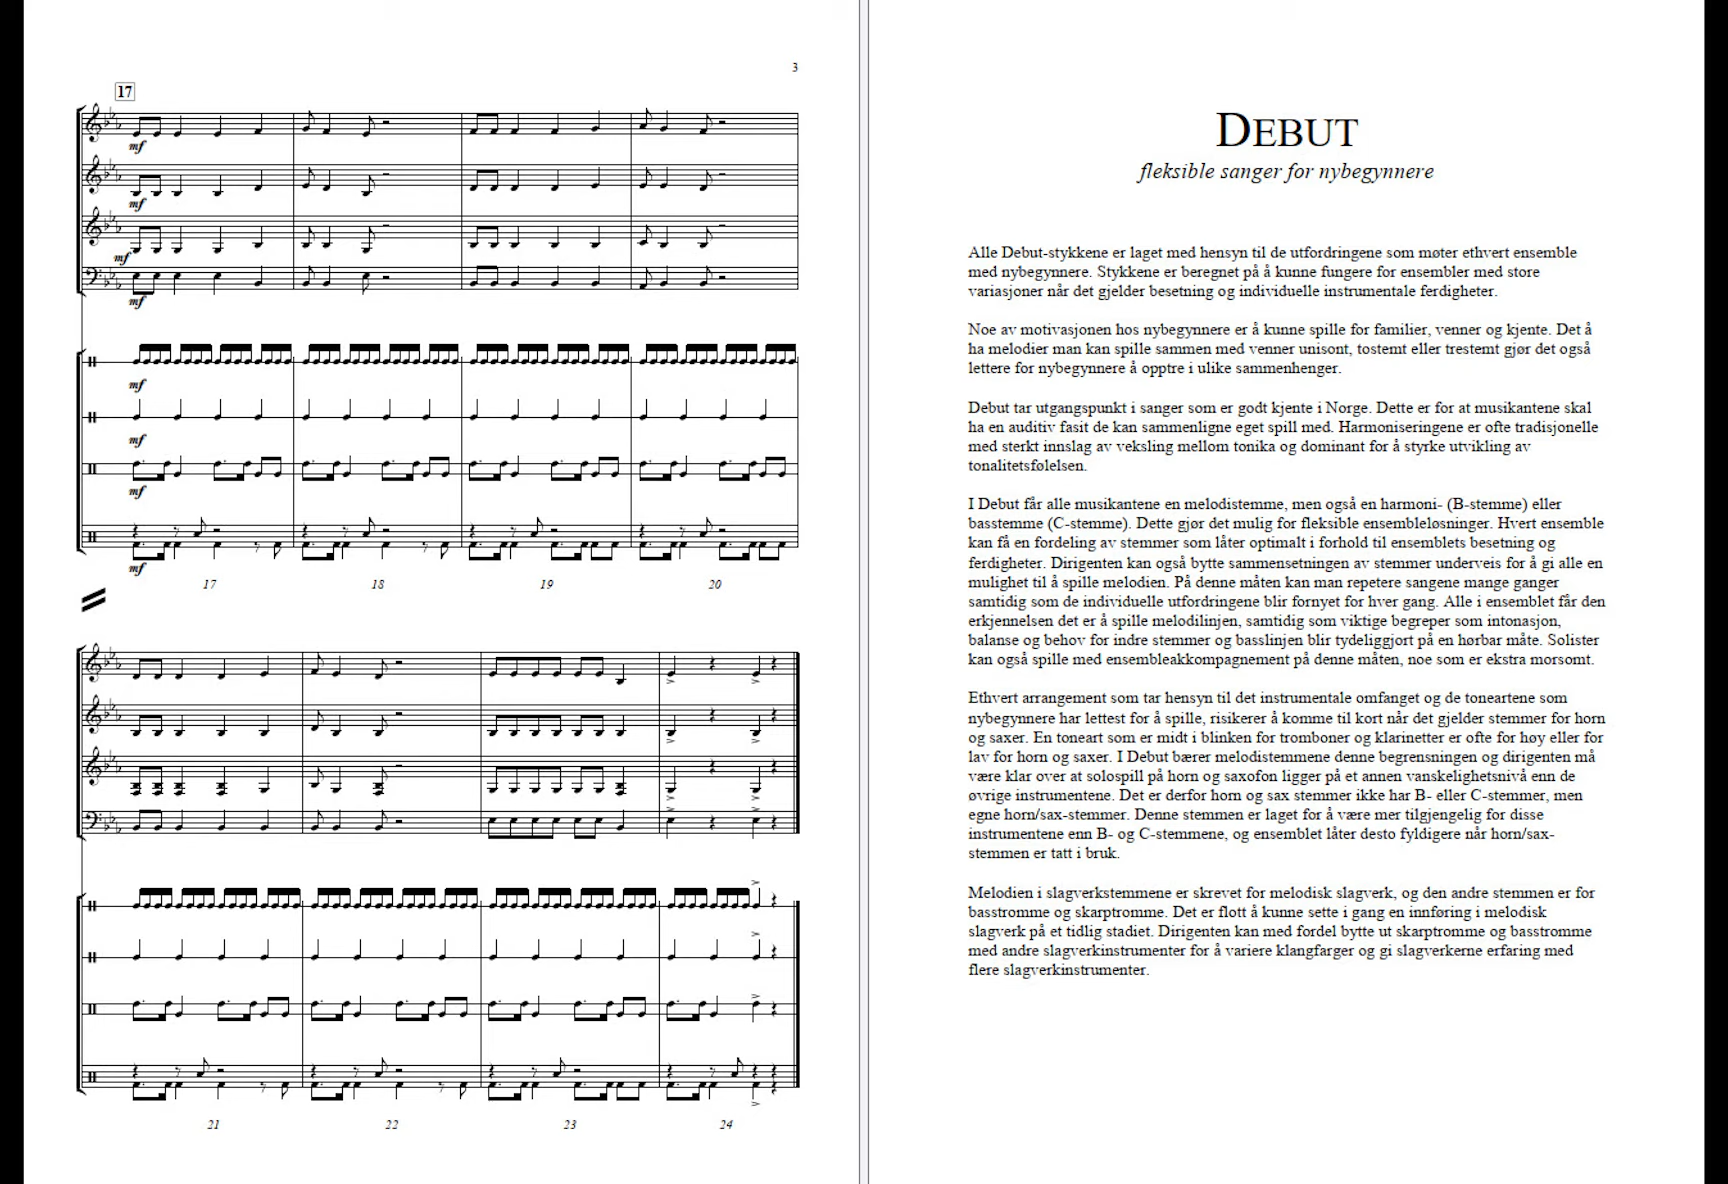 3
17
mf
mf
mf
mf
mf
mf
mf
mf
17 18 19 20
21 22 23 24
DEBUT
fleksible sanger for nybegynnere
Alle Debut-stykkene er laget med hensyn til de utfordringene som møter ethvert ensemble
med nybegynnere. Stykkene er beregnet på å kunne fungere for ensembler med store
variasjoner når det gjelder besetning og individuelle instrumentale ferdigheter.
Noe av motivasjonen hos nybegynnere er å kunne spille for familier, venner og kjente. Det å
ha melodier man kan spille sammen med venner unisont, tostemt eller trestemt gjør det også
lettere for nybegynnere å opptre i ulike sammenhenger.
Debut tar utgangspunkt i sanger som er godt kjente i Norge. Dette er for at musikantene skal
ha en auditiv fasit de kan sammenligne eget spill med. Harmoniseringene er ofte tradisjonelle
med sterkt innslag av veksling mellom tonika og dominant for å styrke utvikling av
tonalitetsfølelsen.
I Debut får alle musikantene en melodistemme, men også en harmoni- (B-stemme) eller
basstemme (C-stemme). Dette gjør det mulig for fleksible ensembleløsninger. Hvert ensemble
kan få en fordeling av stemmer som låter optimalt i forhold til ensemblets besetning og
ferdigheter. Dirigenten kan også bytte sammensetningen av stemmer underveis for å gi alle en
mulighet til å spille melodien. På denne måten kan man repetere sangene mange ganger
samtidig som de individuelle utfordringene blir fornyet for hver gang. Alle i ensemblet får den
erkjennelsen det er å spille melodilinjen, samtidig som viktige begreper som intonasjon,
balanse og behov for indre stemmer og basslinjen blir tydeliggjort på en hørbar måte. Solister
kan også spille med ensembleakkompagnement på denne måten, noe som er ekstra morsomt.
Ethvert arrangement som tar hensyn til det instrumentale omfanget og de toneartene som
nybegynnere har lettest for å spille, risikerer å komme til kort når det gjelder stemmer for horn
og saxer. En toneart som er midt i blinken for tromboner og klarinetter er ofte for høy eller for
lav for horn og saxer. I Debut bærer melodistemmene denne begrensningen og dirigenten må
være klar over at solospill på horn og saxofon ligger på et annen vanskelighetsnivå enn de
øvrige instrumentene. Det er derfor horn og sax stemmer ikke har B- eller C-stemmer, men
egne horn/sax-stemmer. Denne stemmen er laget for å være mer tilgjengelig for disse
instrumentene enn B- og C-stemmene, og ensemblet låter desto fyldigere når horn/sax-
stemmen er tatt i bruk.
Melodien i slagverkstemmene er skrevet for melodisk slagverk, og den andre stemmen er for
basstromme og skarptromme. Det er flott å kunne sette i gang en innføring i melodisk
slagverk på et tidlig stadiet. Dirigenten kan med fordel bytte ut skarptromme og basstromme
med andre slagverkinstrumenter for å variere klangfarger og gi slagverkerne erfaring med
flere slagverkinstrumenter.